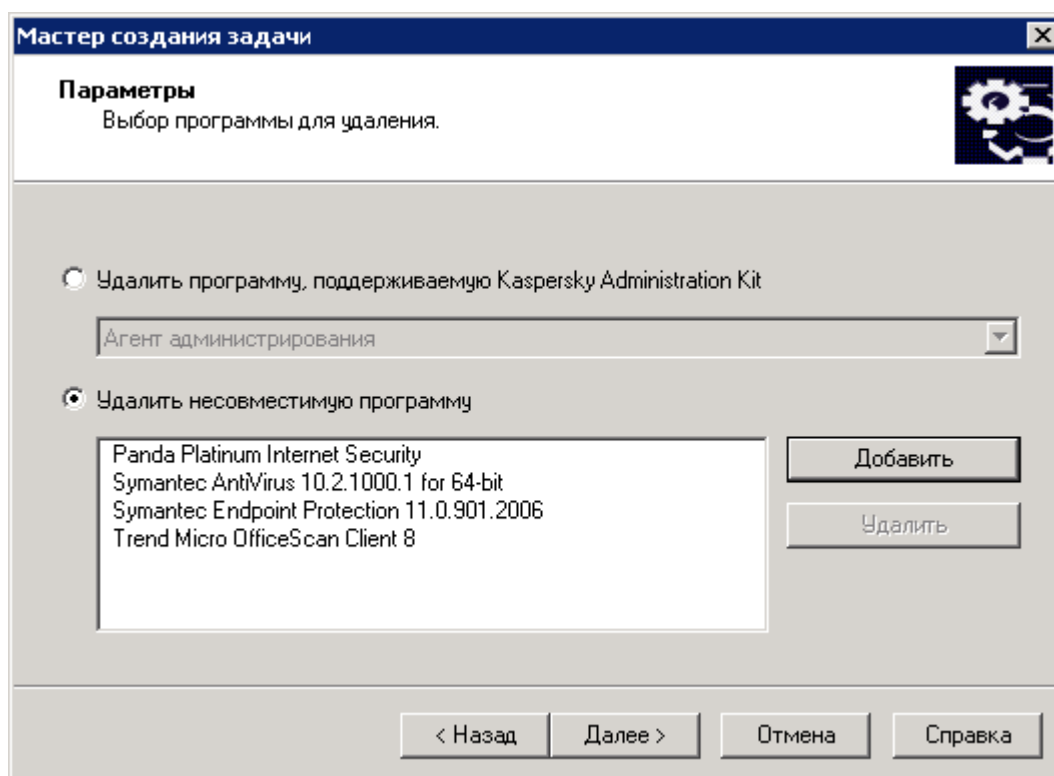 Мастер создания задачи
Параметры
Выбор программы для удаления.
Удалить программу, поддерживаемую Kaspersky Administration Kit
Агент администрирования
Удалить несовместимую программу
Panda Platinum Internet Security
Symantec AntiVirus 10.2.1000.1 for 64-bit
Symantec Endpoint Protection 11.0.901.2006
Trend Micro OfficeScan Client 8
Добавить
Удалить
< Назад
Далее >
Отмена
Справка